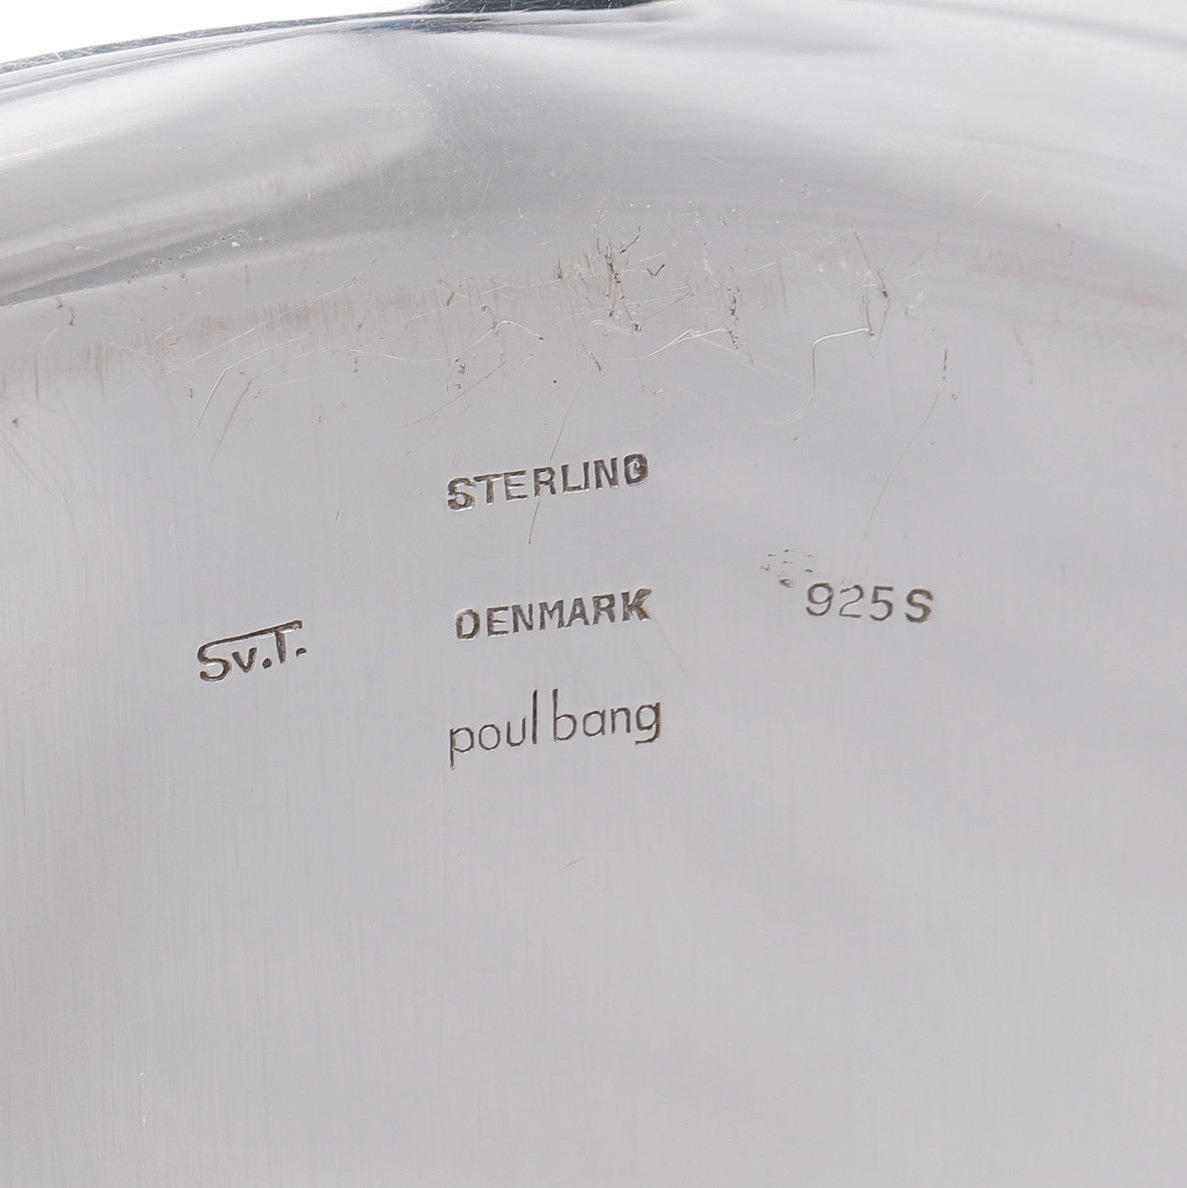 STERLING
DENMARK
925S
Sv.T.
poul bang